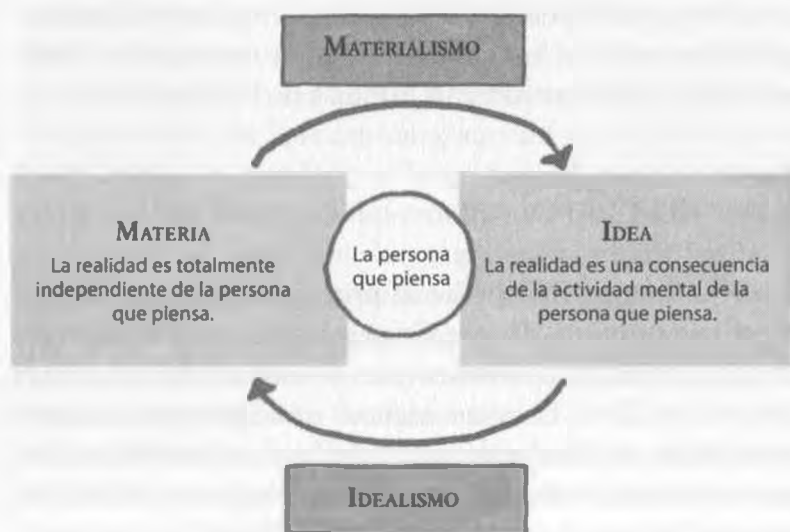 MATERIALISMO
MATERIA
La realidad es totalmente
independiente de la persona
que piensa.
La persona
que piensa
IDEA
La realidad es una consecuencia
de la actividad mental de la
persona que piensa.
IDEALISMO